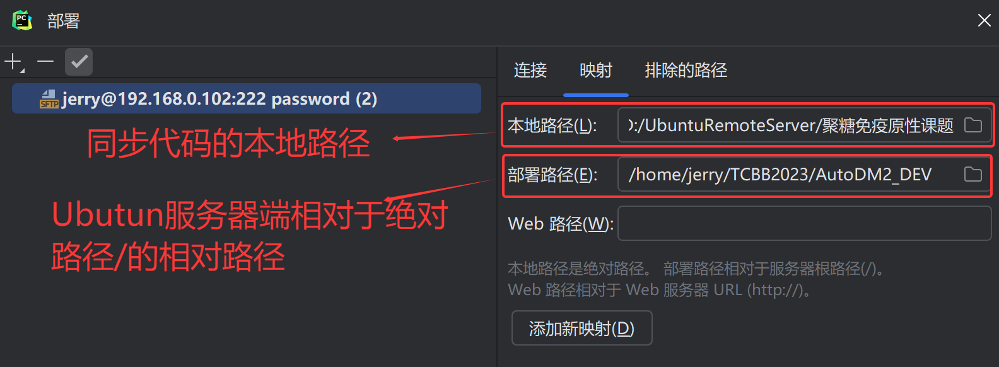 PC
部署
连接
映射
排除的路径
SFTP
jerry@192.168.0.102:222 password (2)
本地路径(L):
D:/UbuntuRemoteServer/聚糖免疫原性课题
同步代码的本地路径
部署路径(E):
/home/jerry/TCBB2023/AutoDM2_DEV
Ubutun服务器端相对于绝对
路径/的相对路径
Web 路径(W):
本地路径是绝对路径。 部署路径相对于服务器根路径(/)。
Web 路径相对于 Web 服务器 URL (http://)。
添加新映射(D)